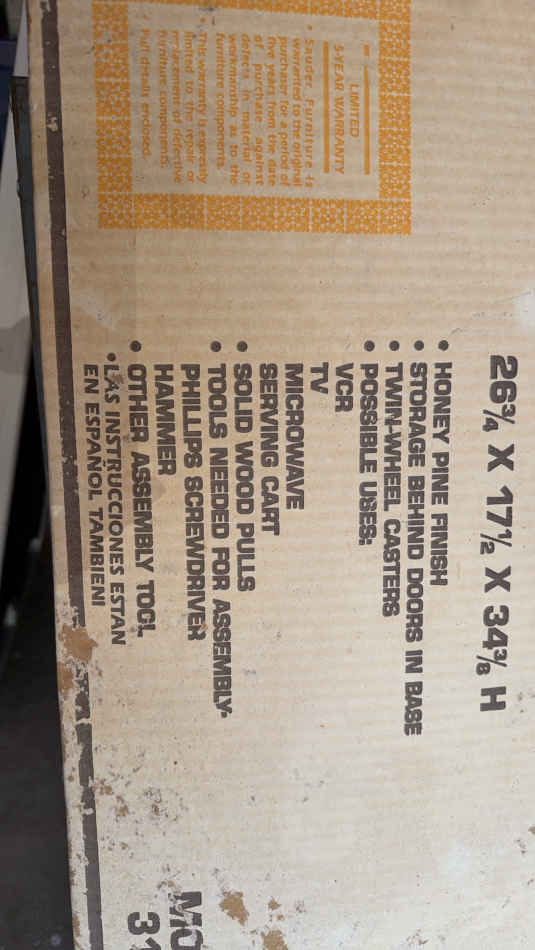 LIMITED
5-YEAR WARRANTY
• Sauder Furniture is
warranted to the original
purchaser for a period of
five years from the date
of purchase against
defects in material or
workmanship as to the
furniture components.
• This warranty is expressly
limited to the repair or
replacement of defective
furniture components.
• Full details enclosed.
26¾ X 17½ X 34⅜ H
• HONEY PINE FINISH
• STORAGE BEHIND DOORS IN BASE
• TWIN-WHEEL CASTERS
• POSSIBLE USES:
VCR
TV
MICROWAVE
SERVING CART
• SOLID WOOD PULLS
• TOOLS NEEDED FOR ASSEMBLY-
PHILLIPS SCREWDRIVER
HAMMER
• OTHER ASSEMBLY TOOL
• LAS INSTRUCCIONES ESTAN
EN ESPAÑOL TAMBIEN!
MO
31